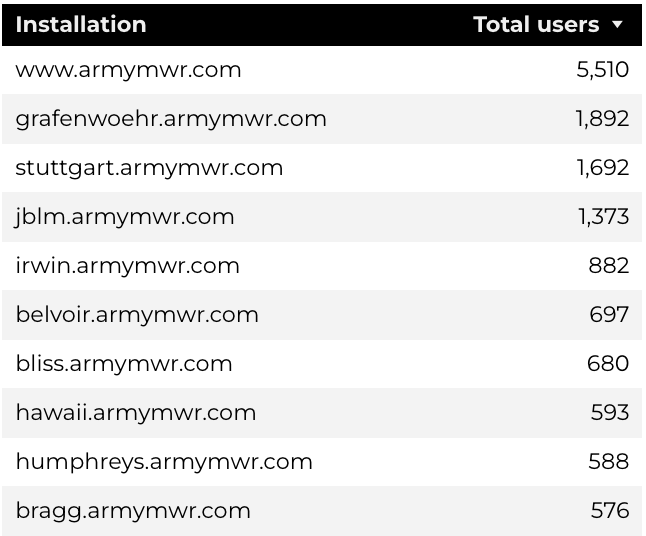 Installation Total users ▼
www.armymwr.com 5,510
grafenwoehr.armymwr.com 1,892
stuttgart.armymwr.com 1,692
jblm.armymwr.com 1,373
irwin.armymwr.com 882
belvoir.armymwr.com 697
bliss.armymwr.com 680
hawaii.armymwr.com 593
humphreys.armymwr.com 588
bragg.armymwr.com 576